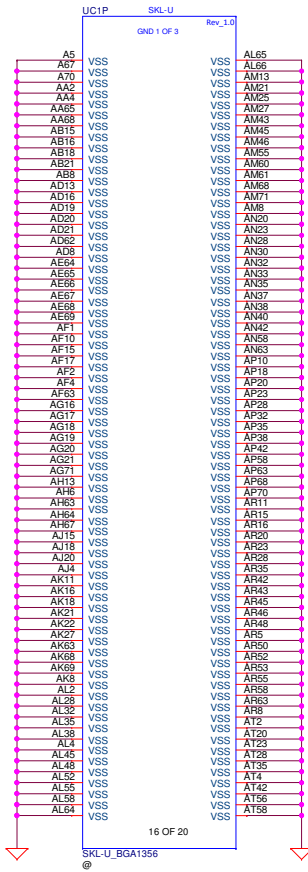 UC1P SKL-U
Rev_1.0
GND 1 OF 3
A5 VSS VSS AL65
A67 VSS VSS AL66
A70 VSS VSS AM13
AA2 VSS VSS AM21
AA4 VSS VSS AM25
AA65 VSS VSS AM27
AA68 VSS VSS AM43
AB15 VSS VSS AM45
AB16 VSS VSS AM46
AB18 VSS VSS AM55
AB21 VSS VSS AM60
AB8 VSS VSS AM61
AD13 VSS VSS AM68
AD16 VSS VSS AM71
AD19 VSS VSS AM8
AD20 VSS VSS AN20
AD21 VSS VSS AN23
AD62 VSS VSS AN28
AD8 VSS VSS AN30
AE64 VSS VSS AN32
AE65 VSS VSS AN33
AE66 VSS VSS AN35
AE67 VSS VSS AN37
AE68 VSS VSS AN38
AE69 VSS VSS AN40
AF1 VSS VSS AN42
AF10 VSS VSS AN58
AF15 VSS VSS AN63
AF17 VSS VSS AP10
AF2 VSS VSS AP18
AF4 VSS VSS AP20
AF63 VSS VSS AP23
AG16 VSS VSS AP28
AG17 VSS VSS AP32
AG18 VSS VSS AP35
AG19 VSS VSS AP38
AG20 VSS VSS AP42
AG21 VSS VSS AP58
AG71 VSS VSS AP63
AH13 VSS VSS AP68
AH6 VSS VSS AP70
AH63 VSS VSS AR11
AH64 VSS VSS AR15
AH67 VSS VSS AR16
AJ15 VSS VSS AR20
AJ18 VSS VSS AR23
AJ20 VSS VSS AR28
AJ4 VSS VSS AR35
AK11 VSS VSS AR42
AK16 VSS VSS AR43
AK18 VSS VSS AR45
AK21 VSS VSS AR46
AK22 VSS VSS AR48
AK27 VSS VSS AR5
AK63 VSS VSS AR50
AK68 VSS VSS AR52
AK69 VSS VSS AR53
AK8 VSS VSS AR55
AL2 VSS VSS AR58
AL28 VSS VSS AR63
AL32 VSS VSS AR8
AL35 VSS VSS AT2
AL38 VSS VSS AT20
AL4 VSS VSS AT23
AL45 VSS VSS AT28
AL48 VSS VSS AT35
AL52 VSS VSS AT4
AL55 VSS VSS AT42
AL58 VSS VSS AT56
AL64 VSS VSS AT58
16 OF 20
SKL-U_BGA1356
@